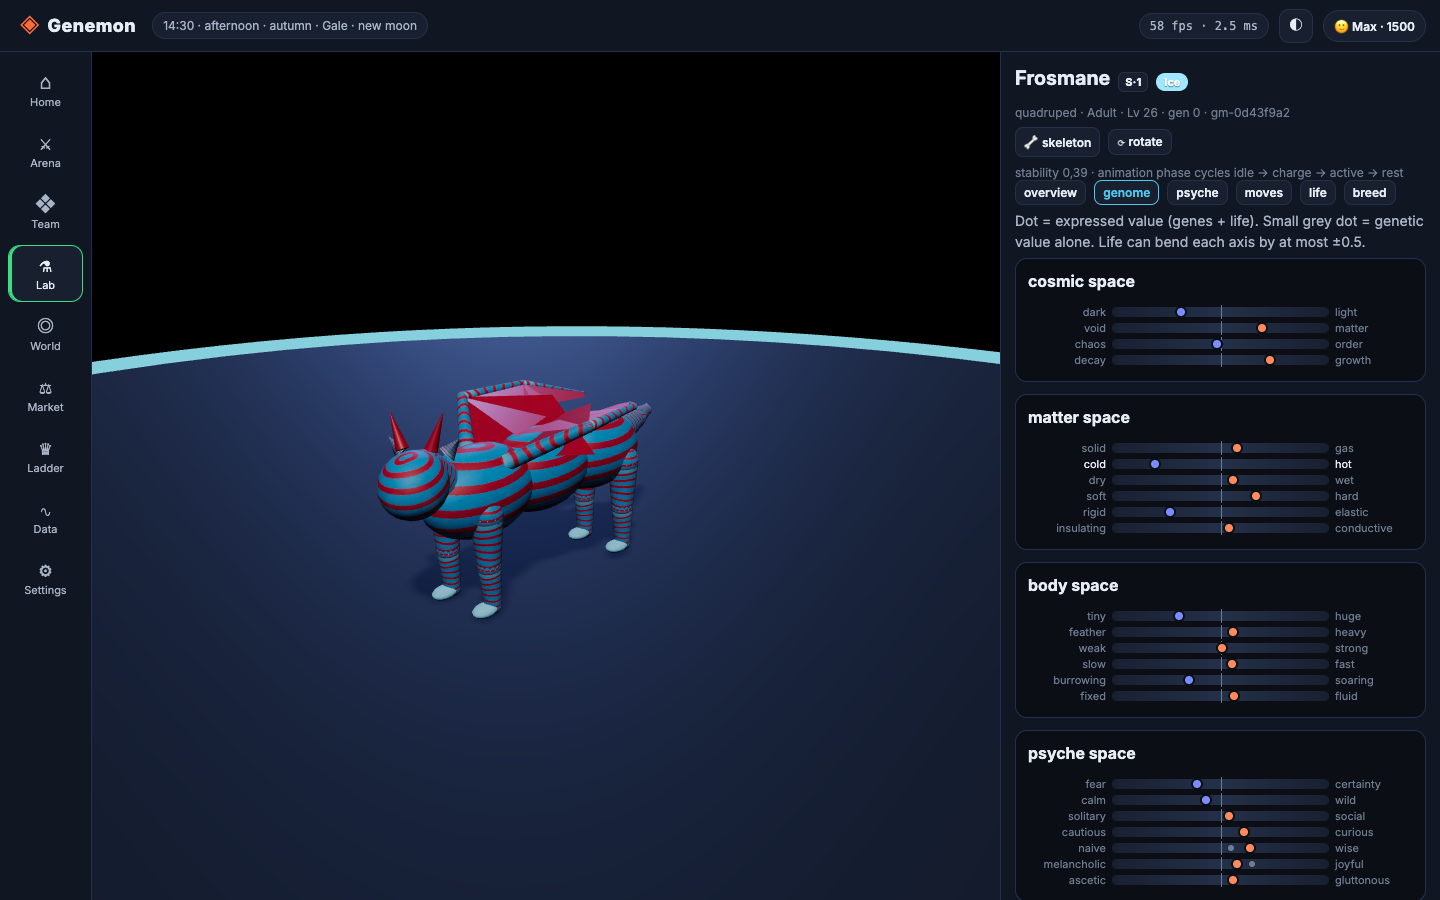 Genemon
14:30 · afternoon · autumn · Gale · new moon
58 fps · 2.5 ms
Max · 1500
Home
Arena
Team
Lab
World
Market
Ladder
Data
Settings
Frosmane S·1 Ice
quadruped · Adult · Lv 26 · gen 0 · gm-0d43f9a2
skeleton rotate
stability 0,39 · animation phase cycles idle → charge → active → rest
overview genome psyche moves life breed
Dot = expressed value (genes + life). Small grey dot = genetic
value alone. Life can bend each axis by at most ±0.5.
cosmic space
dark light
void matter
chaos order
decay growth
matter space
solid gas
cold hot
dry wet
soft hard
rigid elastic
insulating conductive
body space
tiny huge
feather heavy
weak strong
slow fast
burrowing soaring
fixed fluid
psyche space
fear certainty
calm wild
solitary social
cautious curious
naive wise
melancholic joyful
ascetic gluttonous